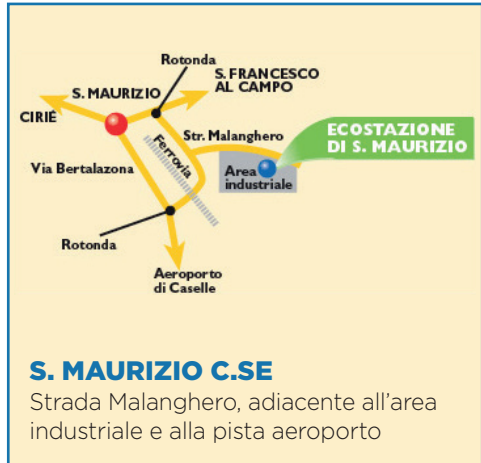 Rotonda
S. FRANCESCO
AL CAMPO
S. MAURIZIO
CIRIÉ
Str. Malanghero
ECOSTAZIONE
DI S. MAURIZIO
Ferrovia
Via Bertalazona
Area
industriale
Rotonda
Aeroporto
di Caselle
S. MAURIZIO C.SE
Strada Malanghero, adiacente all’area
industriale e alla pista aeroporto